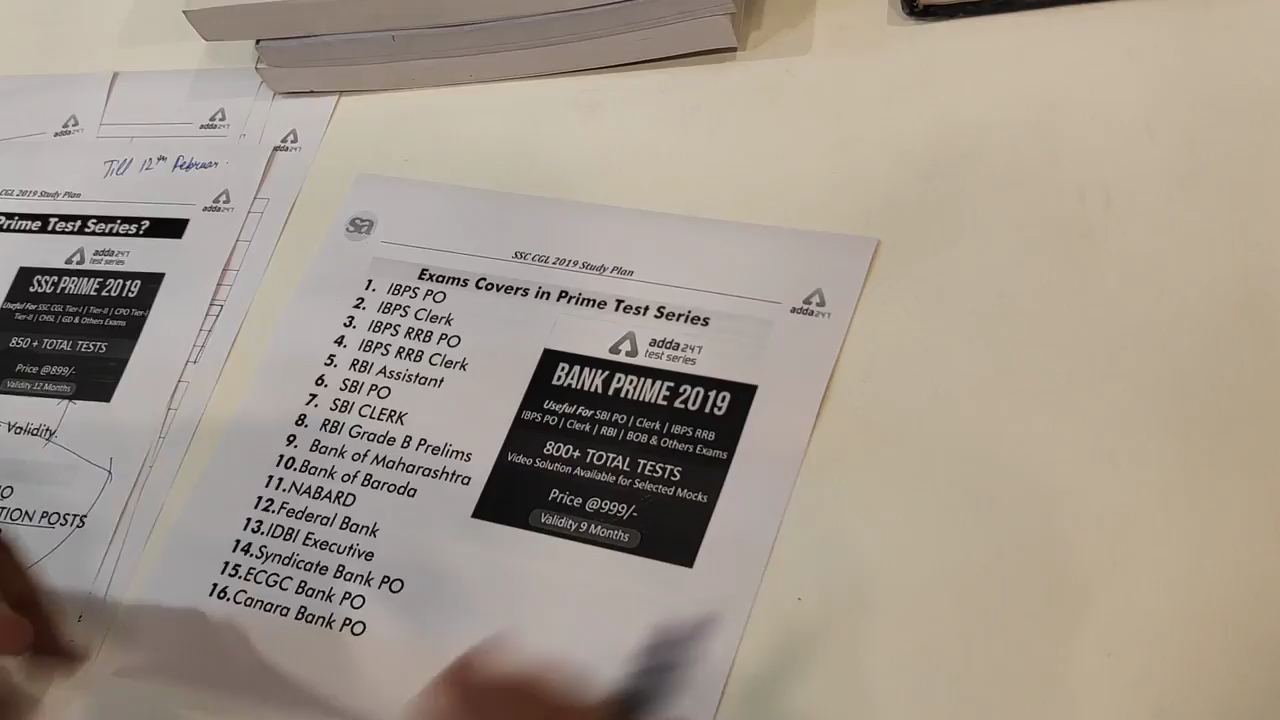 adda247
adda247
adda247
Till 12th Februar
CGL 2019 Study Plan
adda247
Prime Test Series?
adda247
test series
SSC PRIME 2019
Useful For SSC CGL Tier-I | Tier-II | CPO Tier-I
Tier-II | CHSL | GD & Others Exams
850+ TOTAL TESTS
Price @899/-
Validity 12 Months
Validity.
TION POSTS
sa
SSC CGL 2019 Study Plan
adda247
Exams Covers in Prime Test Series
1. IBPS PO
2. IBPS Clerk
3. IBPS RRB PO
4. IBPS RRB Clerk
5. RBI Assistant
6. SBI PO
7. SBI CLERK
8. RBI Grade B Prelims
9. Bank of Maharashtra
10.Bank of Baroda
11.NABARD
12.Federal Bank
13.IDBI Executive
14.Syndicate Bank PO
15.ECGC Bank PO
16.Canara Bank PO
adda247
test series
BANK PRIME 2019
Useful For SBI PO | Clerk | IBPS RRB
IBPS PO | Clerk | RBI | BOB & Others Exams
800+ TOTAL TESTS
Video Solution Available for Selected Mocks
Price @999/-
Validity 9 Months